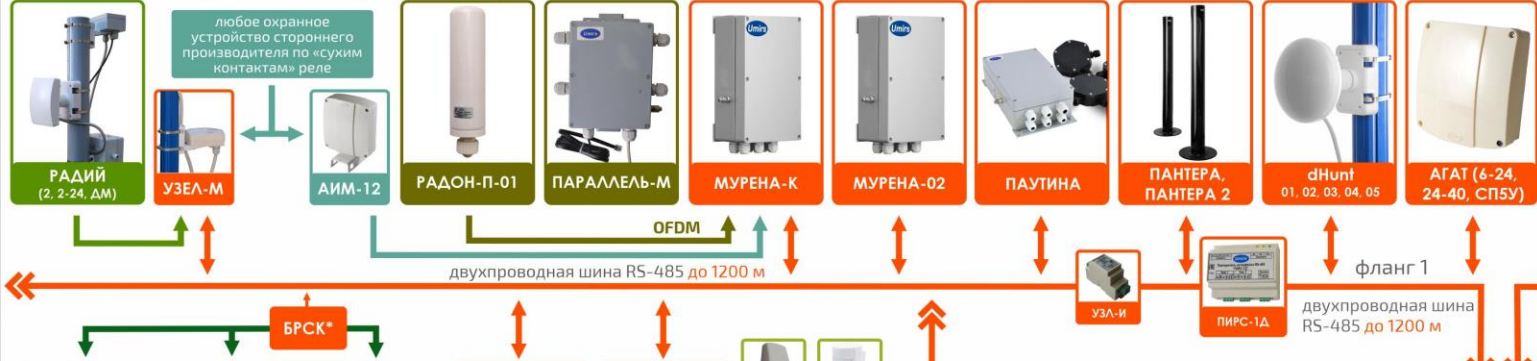 любое охранное
устройство стороннего
производителя по «сухим
контактам» реле
РАДИЙ
(2, 2-24, ДМ)
УЗЕЛ-М
АИМ-12
РАДОН-П-01
ПАРАЛЛЕЛЬ-М
Umirs
МУРЕНА-К
Umirs
МУРЕНА-02
ПАУТИНА
ПАНТЕРА,
ПАНТЕРА 2
dHunt
01, 02, 03, 04, 05
АГАТ (6-24,
24-40, СП5У)
OFDM
двухпроводная шина RS-485 до 1200 м
УЗЛ-И
ПИРС-1Д
фланг 1
двухпроводная шина
RS-485 до 1200 м
БРСК*